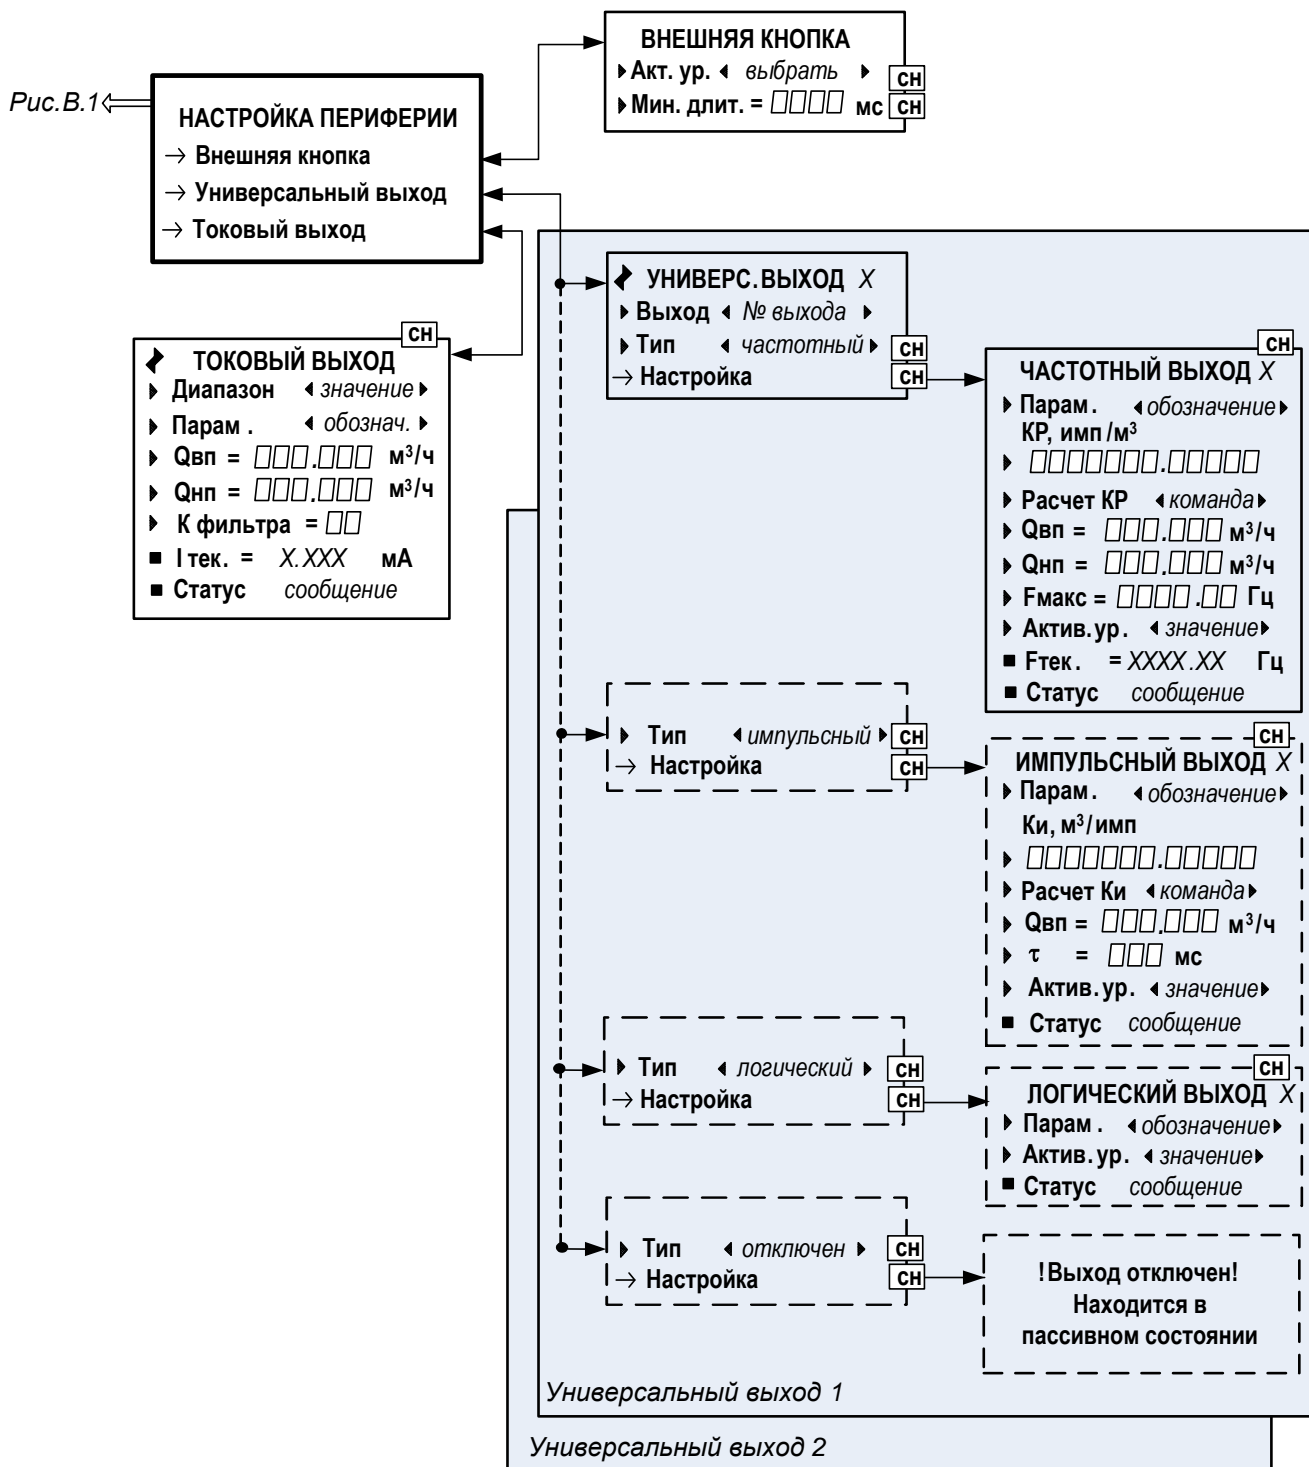 Рис.В.1
НАСТРОЙКА ПЕРИФЕРИИ
→ Внешняя кнопка
→ Универсальный выход
→ Токовый выход
ВНЕШНЯЯ КНОПКА
Акт. ур. выбрать СН
Мин. длит. = мс СН
СН
ТОКОВЫЙ ВЫХОД
Диапазон значение
Парам. обознач.
Qвп = . м³/ч
Qнп = . м³/ч
К фильтра =
I тек. = X.XXX мА
Статус сообщение
УНИВЕРС.ВЫХОД X
Выход № выхода
Тип частотный СН
→ Настройка СН
СН
ЧАСТОТНЫЙ ВЫХОД X
Парам. обозначение
КР, имп/м³
.
Расчет КР команда
Qвп = . м³/ч
Qнп = . м³/ч
Fмакс = . Гц
Актив.ур. значение
Fтек. = XXXX.XX Гц
Статус сообщение
Тип импульсный СН
→ Настройка СН
СН
ИМПУЛЬСНЫЙ ВЫХОД X
Парам. обозначение
Ки, м³/имп
.
Расчет Ки команда
Qвп = . м³/ч
τ = мс
Актив.ур. значение
Статус сообщение
Тип логический СН
→ Настройка СН
СН
ЛОГИЧЕСКИЙ ВЫХОД X
Парам. обозначение
Актив.ур. значение
Статус сообщение
Тип отключен СН
→ Настройка СН
!Выход отключен!
Находится в
пассивном состоянии
Универсальный выход 1
Универсальный выход 2